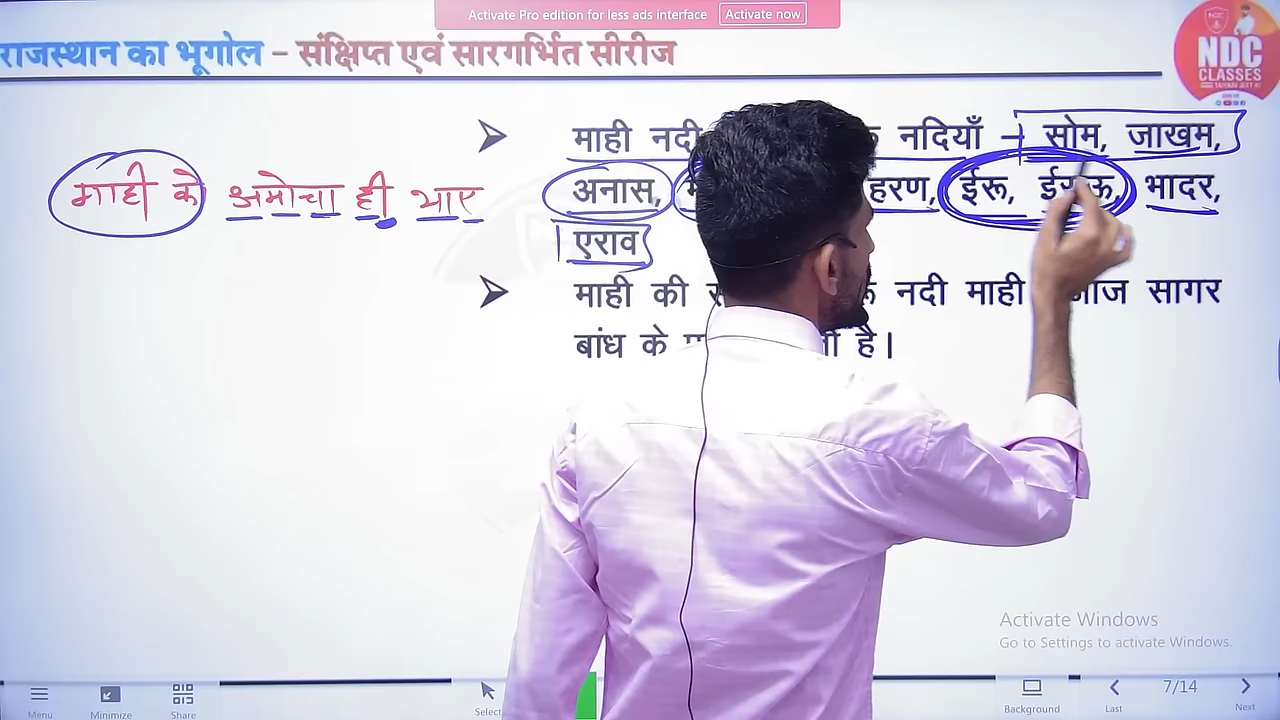 Activate Pro edition for less ads interface Activate now
राजस्थान का भूगोल – संक्षिप्त एवं सारगर्भित सीरीज
NDC
NDC
CLASSES
माही नदी नदियाँ – सोम, जाखम,
माही को अमोचा ही भाए
अनास, हरण, ईरू, भादर,
एराव
माही की नदी माही सागर
बांध के है।
Activate Windows
Go to Settings to activate Windows.
Menu Minimize Share Select Background Last 7/14 Next